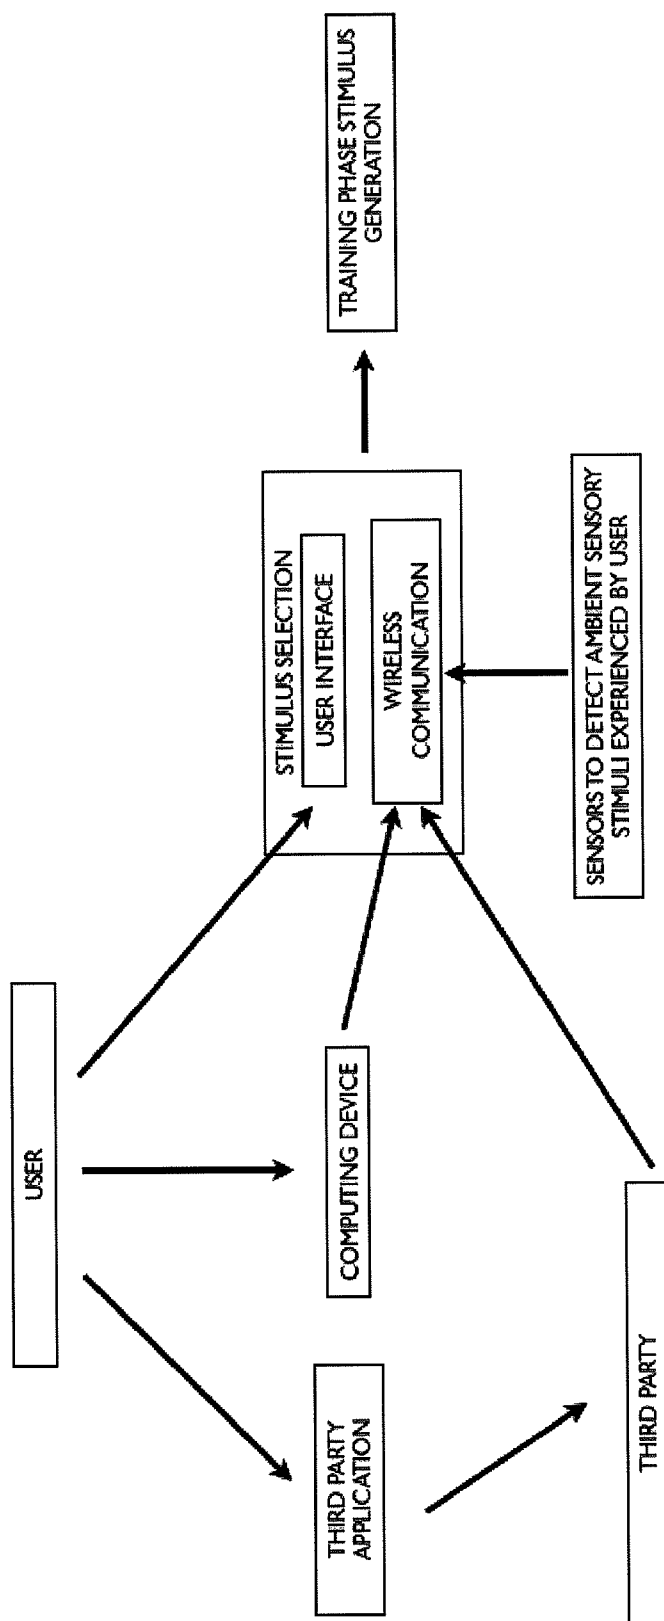 USER
THIRD PARTY
APPLICATION
COMPUTING DEVICE
STIMULUS SELECTION
USER INTERFACE
WIRELESS
COMMUNICATION
TRAINING PHASE STIMULUS
GENERATION
THIRD PARTY
SENSORS TO DETECT AMBIENT SENSORY
STIMULI EXPERIENCED BY USER